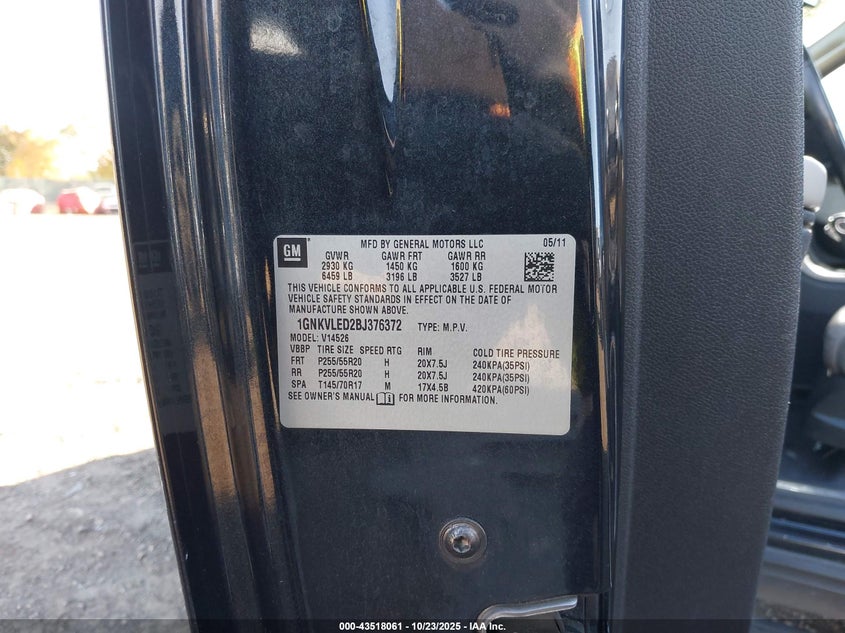 GM
MFD BY GENERAL MOTORS LLC 05/11
GVWR GAWR FRT GAWR RR
2930 KG 1450 KG 1600 KG
6459 LB 3196 LB 3527 LB
THIS VEHICLE CONFORMS TO ALL APPLICABLE U.S. FEDERAL MOTOR
VEHICLE SAFETY STANDARDS IN EFFECT ON THE DATE OF
MANUFACTURE SHOWN ABOVE.
1GNKVLED2BJ376372 TYPE: M.P.V.
MODEL: V14526
VBBP TIRE SIZE SPEED RTG RIM COLD TIRE PRESSURE
FRT P255/55R20 H 20X7.5J 240KPA(35PSI)
RR P255/55R20 H 20X7.5J 240KPA(35PSI)
SPA T145/70R17 M 17X4.5B 420KPA(60PSI)
SEE OWNER'S MANUAL FOR MORE INFORMATION.
000-43518061 - 10/23/2025 - IAA Inc.